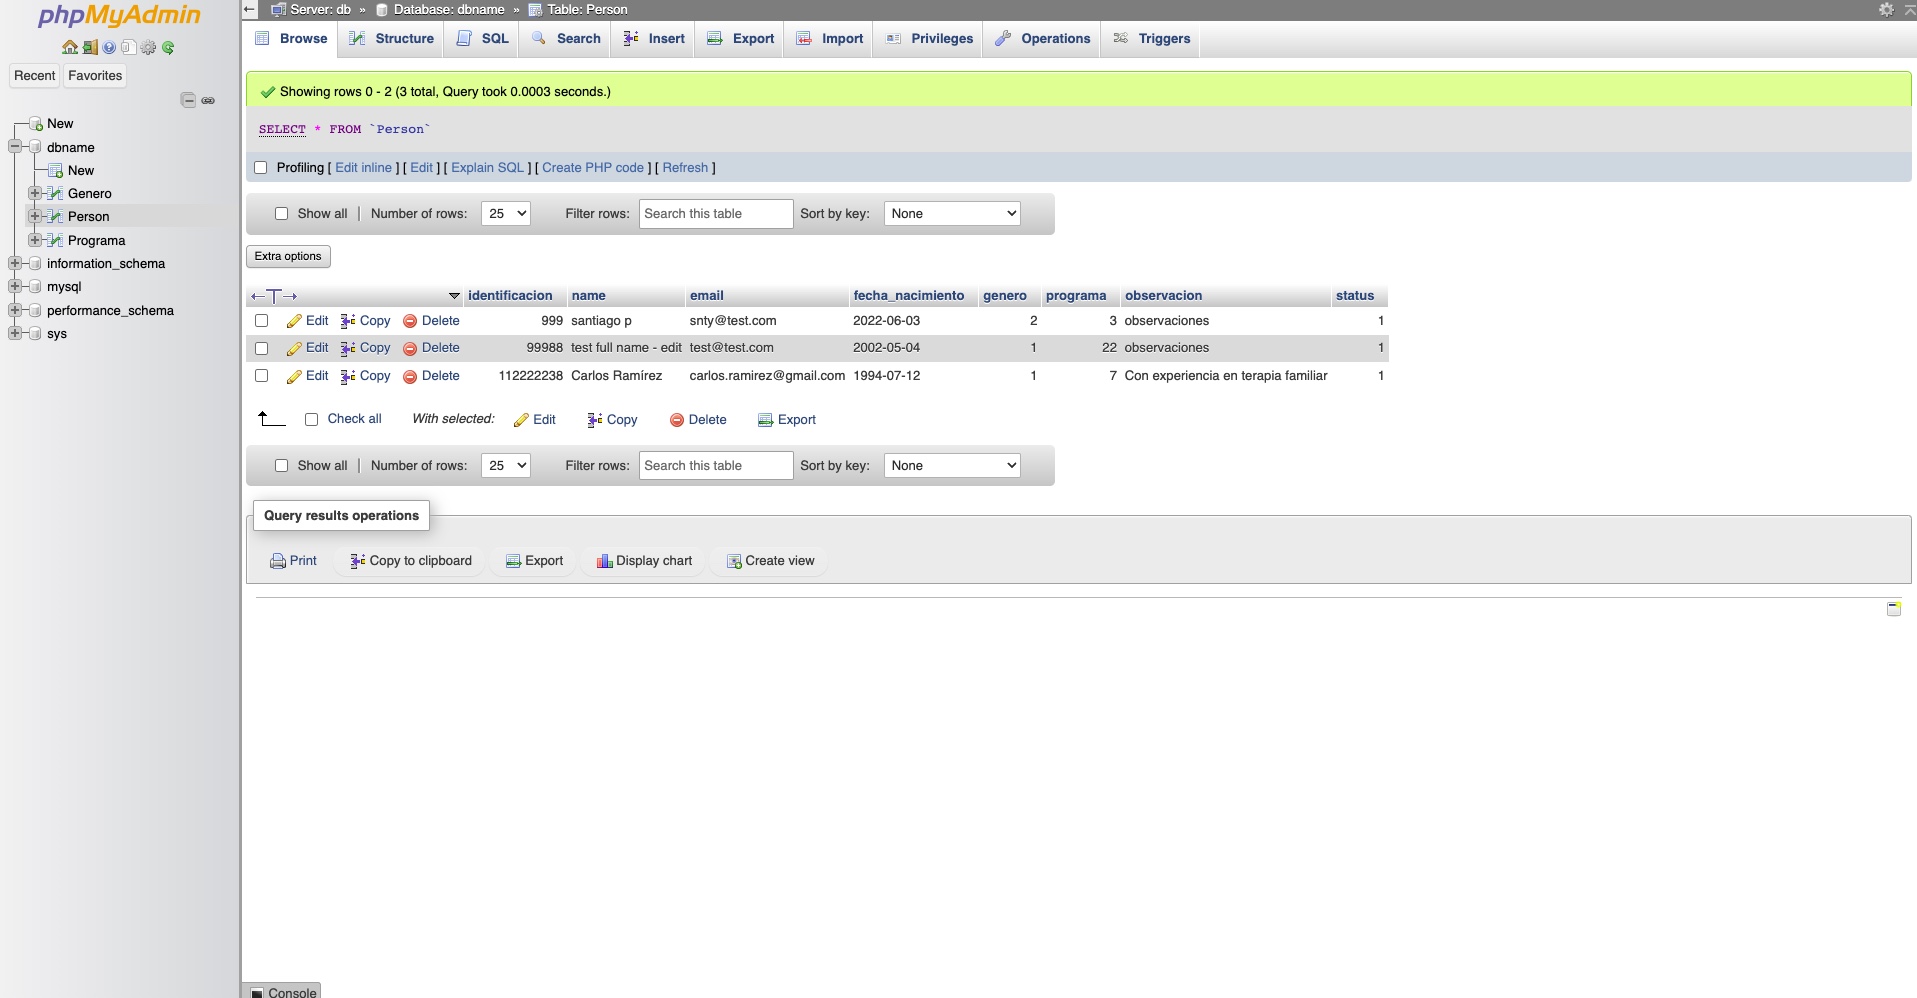 phpMyAdmin
Recent Favorites
New
dbname
New
Genero
Person
Programa
information_schema
mysql
performance_schema
sys
Server: db » Database: dbname » Table: Person
Browse Structure SQL Search Insert Export Import Privileges Operations Triggers
Showing rows 0 - 2 (3 total, Query took 0.0003 seconds.)
SELECT * FROM `Person`
Profiling [ Edit inline ] [ Edit ] [ Explain SQL ] [ Create PHP code ] [ Refresh ]
Show all | Number of rows: 25 Filter rows: Search this table Sort by key: None
Extra options
←T→ identificacion name email fecha_nacimiento genero programa observacion status
Edit Copy Delete 999 santiago p snty@test.com 2022-06-03 2 3 observaciones 1
Edit Copy Delete 99988 test full name - edit test@test.com 2002-05-04 1 22 observaciones 1
Edit Copy Delete 112222238 Carlos Ramírez carlos.ramirez@gmail.com 1994-07-12 1 7 Con experiencia en terapia familiar 1
Check all With selected: Edit Copy Delete Export
Show all | Number of rows: 25 Filter rows: Search this table Sort by key: None
Query results operations
Print Copy to clipboard Export Display chart Create view
Console